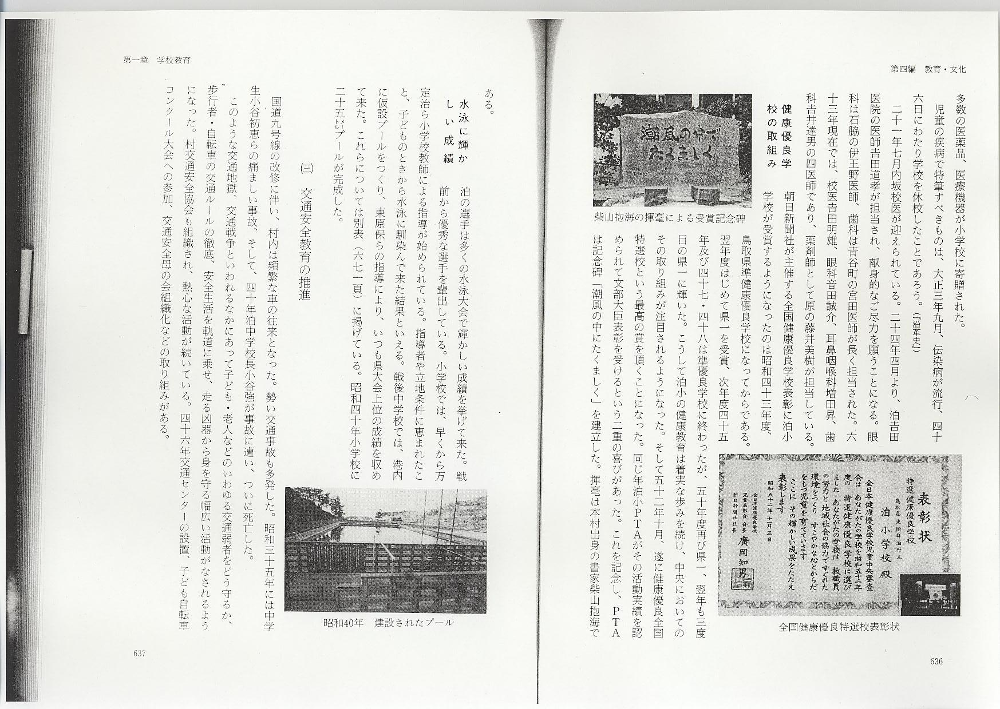 第四編　教育・文化
多数の医薬品、医療機器が小学校に寄贈された。
児童の疾病で特筆すべきものは、大正三年九月、伝染病が流行、四十
六日にわたり学校を休校したことであろう。(『沿革史』)
二十一年七月内坂校医が迎えられている。二十四年四月より、泊吉田
医院の医師吉田道孝が担当され、献身的なご尽力を願うことになる。眼
科は石脇の伊王野医師、歯科は青谷町の宮田医師が長く担当された。六
十三年現在では、校医吉田明雄、眼科音田誠介、耳鼻咽喉科増田昇、歯
科吉井達男の四医師であり、薬剤師として原の藤井美樹が担当している。
健康優良学
校の取組み
朝日新聞社が主催する全国健康優良学校表彰に泊小
学校が受賞するようになったのは昭和四十三年度、
鳥取県準健康優良学校になってからである。
翌年度はじめて県一を受賞、次年度四十五
年及び四十七・四十八は準優良学校に終わったが、五十年度再び県一、翌年も三度
目の県一に輝いた。こうして泊小の健康教育は着実な歩みを続け、中央においての
その取り組みが注目されるようになった。そして五十二年十月、遂に健康優良全国
特選校という最高の賞を頂くことになった。同じ年泊小PTAがその活動実績を認
められて文部大臣表彰を受けるという二重の喜びがあった。これを記念し、PTA
は記念碑「潮風の中にたくましく」を建立した。揮毫は本村出身の書家柴山抱海で
潮風の中で
たくましく
柴山抱海の揮毫による受賞記念碑
表彰状
特選健康優良学校
鳥取県東伯郡泊村立
泊小学校殿
全日本健康優良学校児童中央審査
会は あなたがたの学校を昭和五十二年
度の 特選健康優良学校に選び
ました あなたがたの学校は 教職員
の努力と地域社会の協力ですぐれた
環境をつくり すこやかな心とからだ
をもつ児童を育てています
ここに その輝かしい成果をたたえ
表彰します
昭和五十二年十一月三日
全日本健康優良学校
児童表彰会会長
朝日新聞社社長
廣岡知男
全国健康優良特選校表彰状
636
第一章　学校教育
ある。
水泳に輝か
しい成績
泊の選手は多くの水泳大会で輝かしい成績を挙げて来た。戦
前から優秀な選手を輩出している。小学校では、早くから万
定治ら小学校教師による指導が始められている。指導者や立地条件に恵まれたこ
と、子どものときから水泳に馴染んで来た結果といえる。戦後中学校では、港内
に仮設プールをつくり、東原保らの指導により、いつも県大会上位の成績を収め
て来た。これらについては別表（六七一頁）に掲げている。昭和四十年小学校に
二十五メートルプールが完成した。
㈢　交通安全教育の推進
国道九号線の改修に伴い、村内は頻繁な車の往来となった。勢い交通事故も多発した。昭和三十五年には中学
生小谷初恵らの痛ましい事故、そして、四十年泊中学校長小谷強が事故に遭い、ついに死亡した。
このような交通地獄、交通戦争といわれるなかにあって子ども・老人などのいわゆる交通弱者をどう守るか、
歩行者・自転車の交通ルールの徹底、安全生活を軌道に乗せ、走る凶器から身を守る幅広い活動がなされるよう
になった。村交通安全協会も組織され、熱心な活動が続いている。四十六年交通センターの設置、子ども自転車
コンクール大会への参加、交通安全母の会組織化などの取り組みがある。
昭和40年　建設されたプール
637